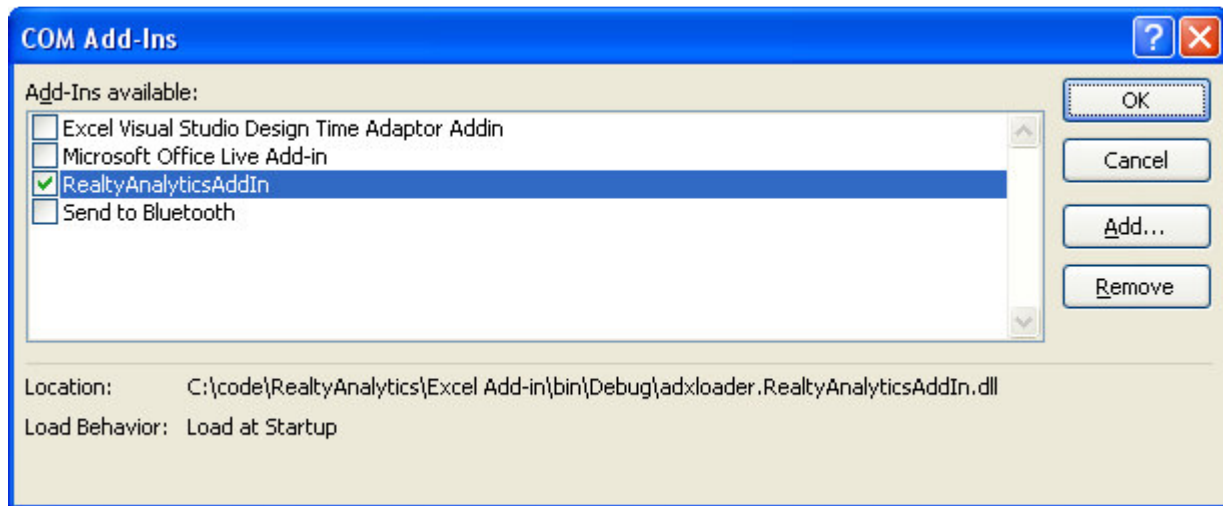 COM Add-Ins
?
Add-Ins available:
Excel Visual Studio Design Time Adaptor Addin
Microsoft Office Live Add-in
RealtyAnalyticsAddIn
Send to Bluetooth
OK
Cancel
Add...
Remove
Location: C:\code\RealtyAnalytics\Excel Add-in\bin\Debug\adxloader.RealtyAnalyticsAddIn.dll
Load Behavior: Load at Startup